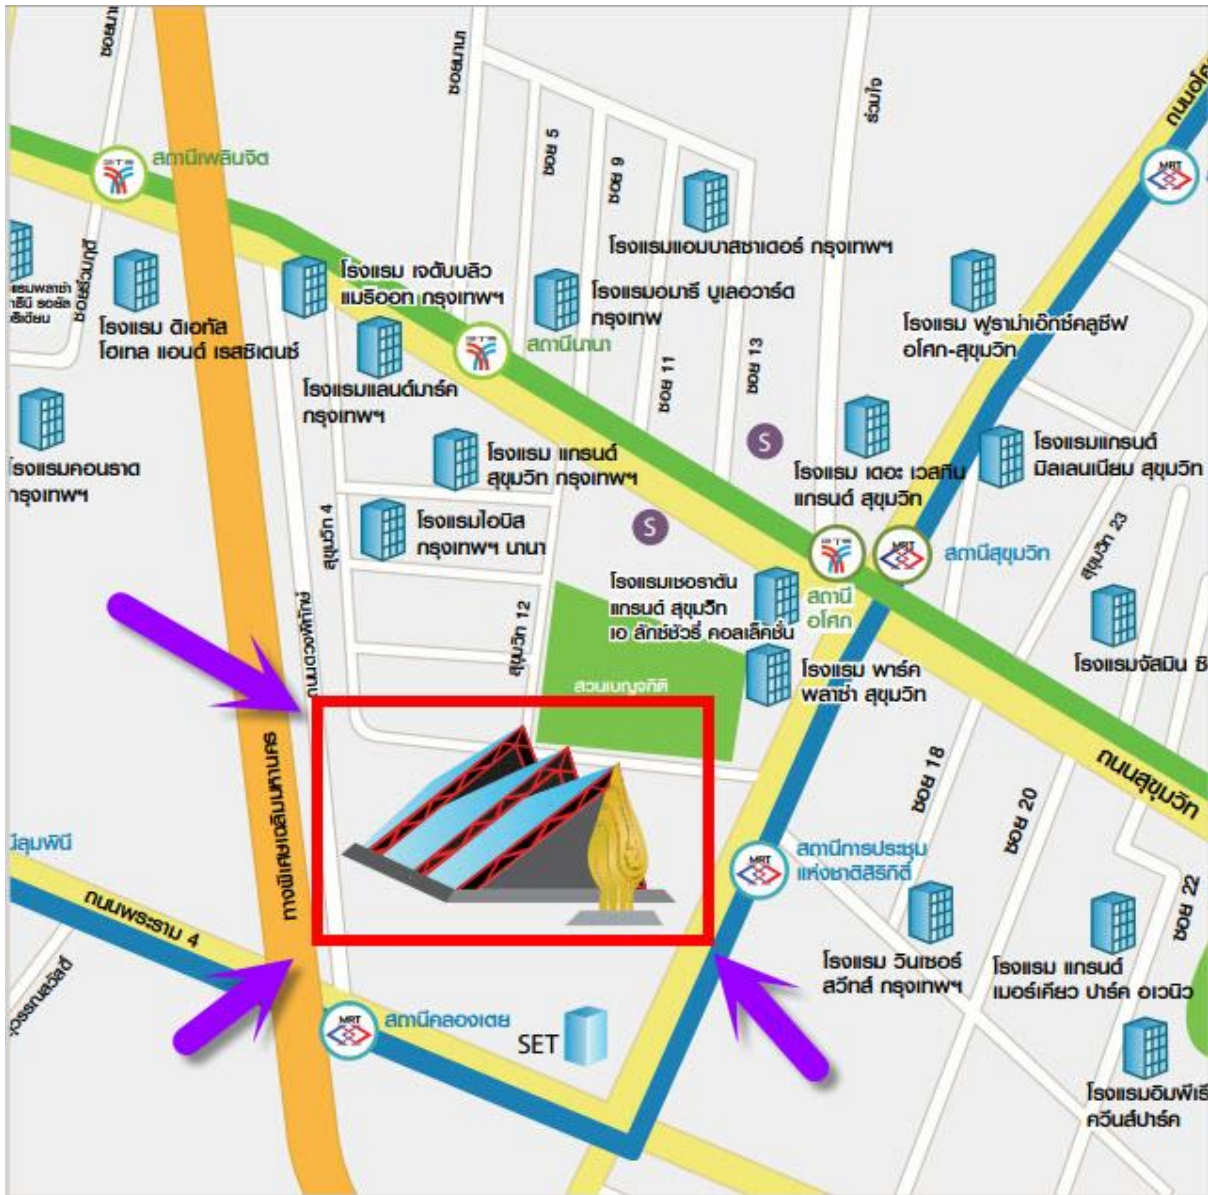 ซอยนานา
ร่วมใจ
สถานีเพลินจิต
ซอย 5
ซอย 9
ซอยร่วมฤดี
โรงแรมแอมบาสซาเดอร์ กรุงเทพฯ
โรงแรม เจดับบลิว
แมริออท กรุงเทพฯ
โรงแรมอมารี บูเลอวาร์ด
กรุงเทพ
สถานีนานา
โรงแรม ดิเอทัส
โฮเทล แอนด์ เรสซิเดนซ์
โรงแรม ฟูราม่าเอ็กซ์คลูซีฟ
อโศก-สุขุมวิท
ซอย 11
ซอย 13
โรงแรมแลนด์มาร์ค
กรุงเทพฯ
โรงแรมคอนราด
กรุงเทพฯ
โรงแรม แกรนด์
สุขุมวิท กรุงเทพฯ
S
โรงแรม เดอะ เวสทิน
แกรนด์ สุขุมวิท
โรงแรมแกรนด์
มิลเลนเนียม สุขุมวิท
สุขุมวิท 4
โรงแรมไอบิส
กรุงเทพฯ นานา
S
BTS
MRT
สถานีสุขุมวิท
สุขุมวิท 23
โรงแรมเชอราตัน
แกรนด์ สุขุมวิท
เอ ลักซ์ชัวรี่ คอลเล็คชั่น
สถานี
อโศก
ถนนดวงพิทักษ์
สุขุมวิท 12
สวนเบญจกิติ
โรงแรม พาร์ค
พลาซ่า สุขุมวิท
โรงแรมจัสมิน
ทางพิเศษเฉลิมมหานคร
ซอย 18
ซอย 20
ถนนสุขุมวิท
MRT
สถานีการประชุม
แห่งชาติสิริกิติ์
ซอย 22
ถนนพระราม 4
โรงแรม วินเซอร์
สวีทส์ กรุงเทพฯ
โรงแรม แกรนด์
เมอร์เคียว ปาร์ค อเวนิว
MRT
สถานีคลองเตย
SET
ควีนส์ปาร์ค